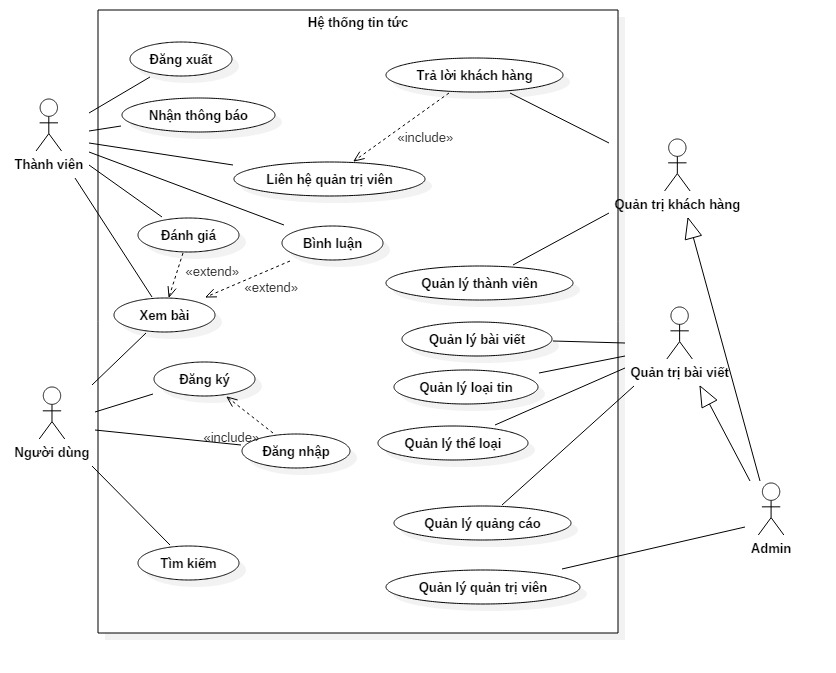 Hệ thống tin tức
Đăng xuất
Trả lời khách hàng
Nhận thông báo
«include»
Thành viên
Liên hệ quản trị viên
Quản trị khách hàng
Đánh giá
Bình luận
«extend»
«extend»
Quản lý thành viên
Xem bài
Quản lý bài viết
Quản trị bài viết
Đăng ký
Quản lý loại tin
«include»
Quản lý thể loại
Người dùng
Đăng nhập
Quản lý quảng cáo
Admin
Tìm kiếm
Quản lý quản trị viên